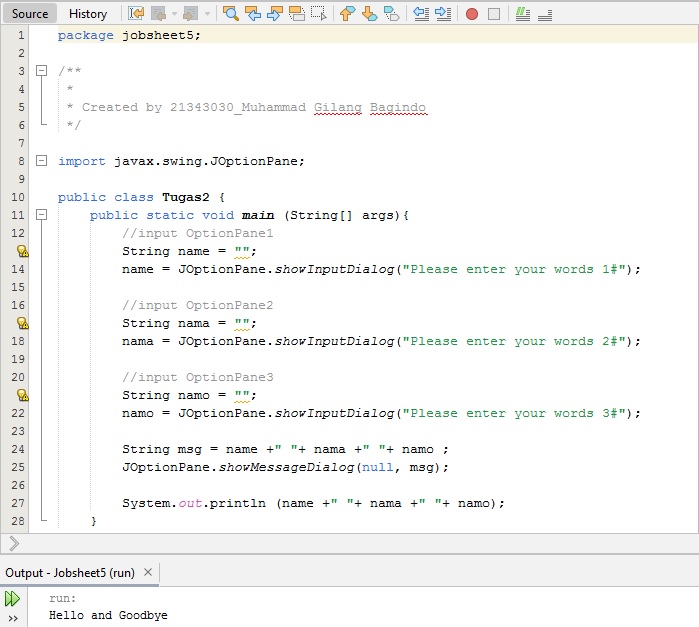 Source History
1 package jobsheet5;
2
3 /**
4 *
5 * Created by 21343030_Muhammad Gilang Bagindo
6 */
7
8 import javax.swing.JOptionPane;
9
10 public class Tugas2 {
11 public static void main (String[] args){
12 //input OptionPane1
String name = "";
14 name = JOptionPane.showInputDialog("Please enter your words 1#");
15
16 //input OptionPane2
String nama = "";
18 nama = JOptionPane.showInputDialog("Please enter your words 2#");
19
20 //input OptionPane3
String namo = "";
22 namo = JOptionPane.showInputDialog("Please enter your words 3#");
23
24 String msg = name +" "+ nama +" "+ namo ;
25 JOptionPane.showMessageDialog(null, msg);
26
27 System.out.println (name +" "+ nama +" "+ namo);
28 }
Output - Jobsheet5 (run) ×
run:
Hello and Goodbye